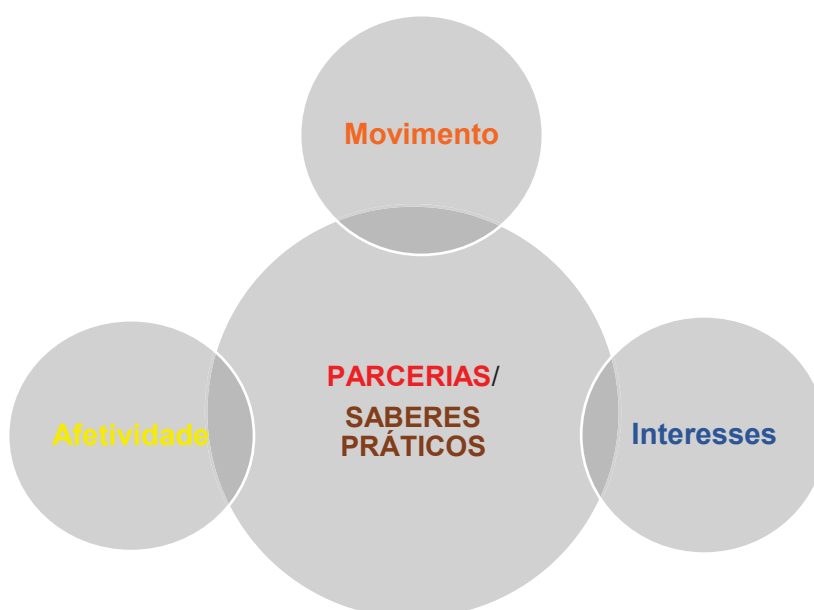 Movimento
PARCERIAS/
SABERES
PRÁTICOS
Afetividade
Interesses